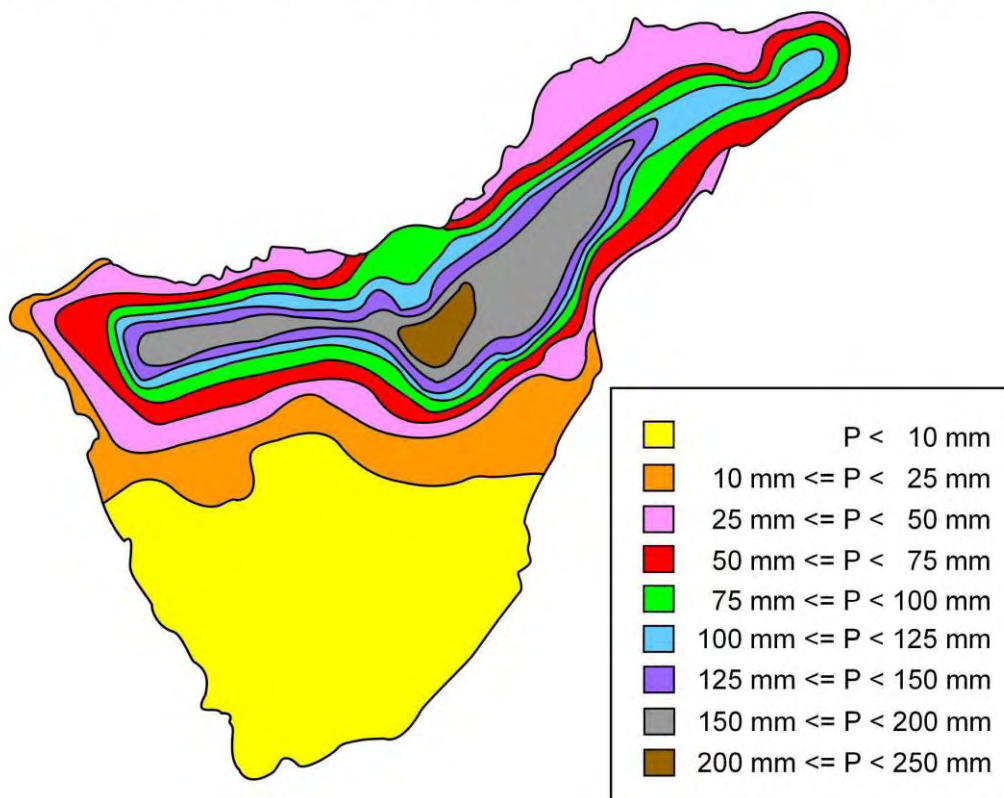 P < 10 mm
10 mm <= P < 25 mm
25 mm <= P < 50 mm
50 mm <= P < 75 mm
75 mm <= P < 100 mm
100 mm <= P < 125 mm
125 mm <= P < 150 mm
150 mm <= P < 200 mm
200 mm <= P < 250 mm